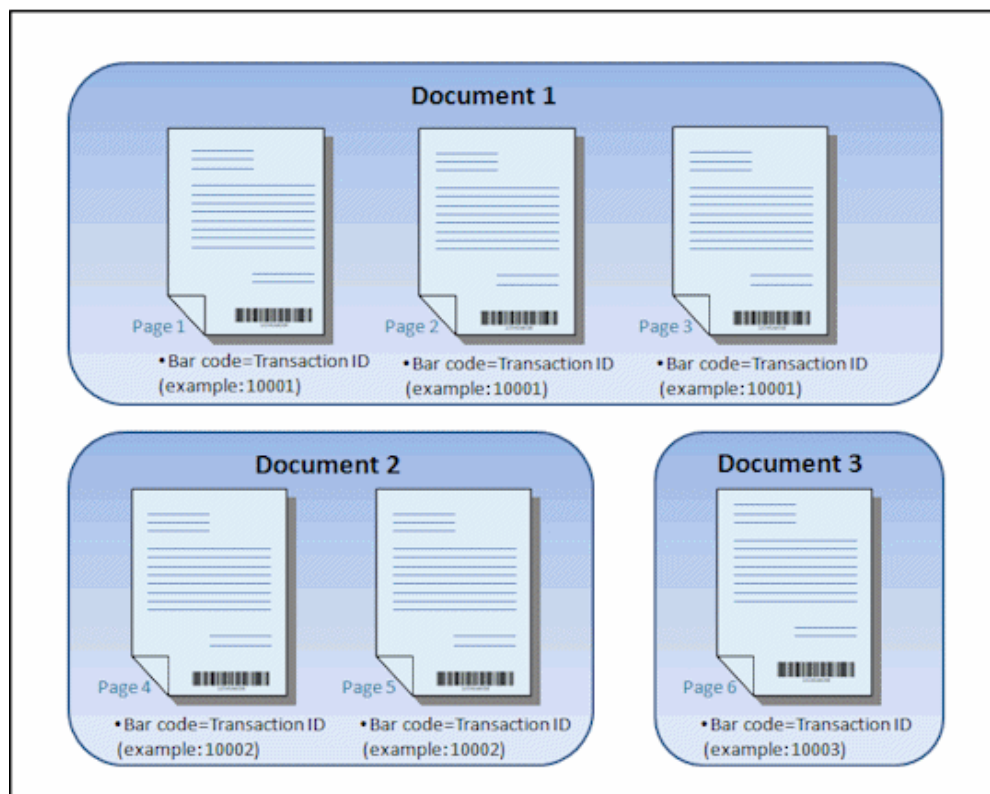 Document 1
Page 1
Page 2
Page 3
•Bar code=Transaction ID
(example:10001)
•Bar code=Transaction ID
(example:10001)
•Bar code=Transaction ID
(example:10001)
Document 2
Page 4
Page 5
•Bar code=Transaction ID
(example:10002)
•Bar code=Transaction ID
(example:10002)
Document 3
Page 6
•Bar code=Transaction ID
(example:10003)